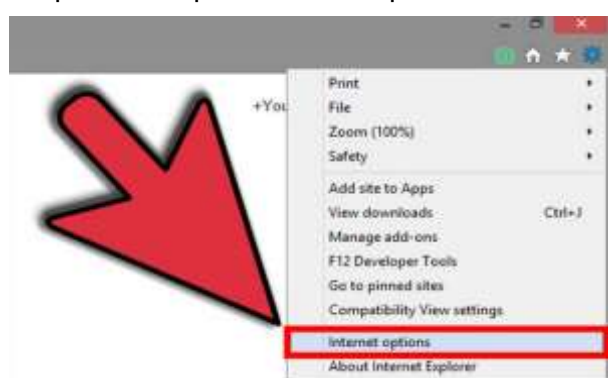 +You
Print
File
Zoom (100%)
Safety
Add site to Apps
View downloads Ctrl+J
Manage add-ons
F12 Developer Tools
Go to pinned sites
Compatibility View settings
Internet options
About Internet Explorer